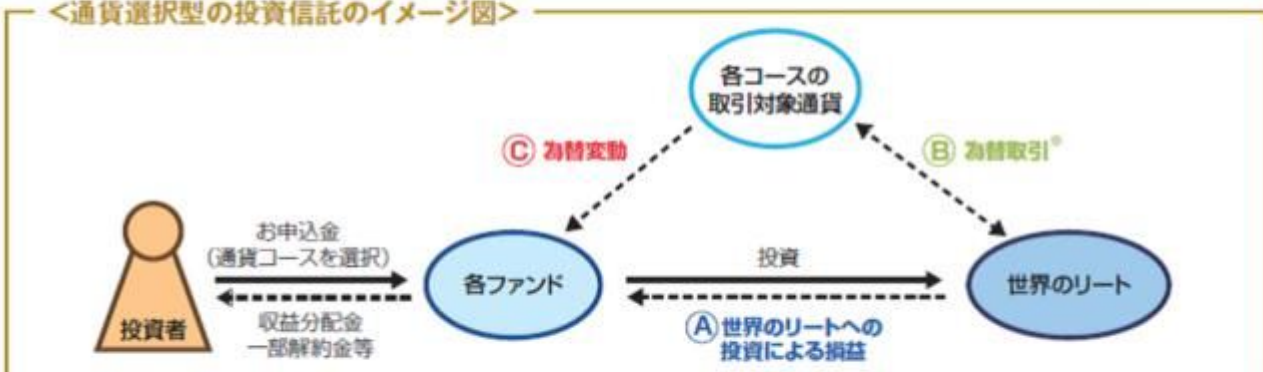 <通貨選択型の投資信託のイメージ図>
各コースの
取引対象通貨
Ⓒ 為替変動
Ⓑ 為替取引※
お申込金
(通貨コースを選択)
投資
各ファンド
世界のリート
投資者
収益分配金
一部解約金等
Ⓐ 世界のリートへの
投資による損益